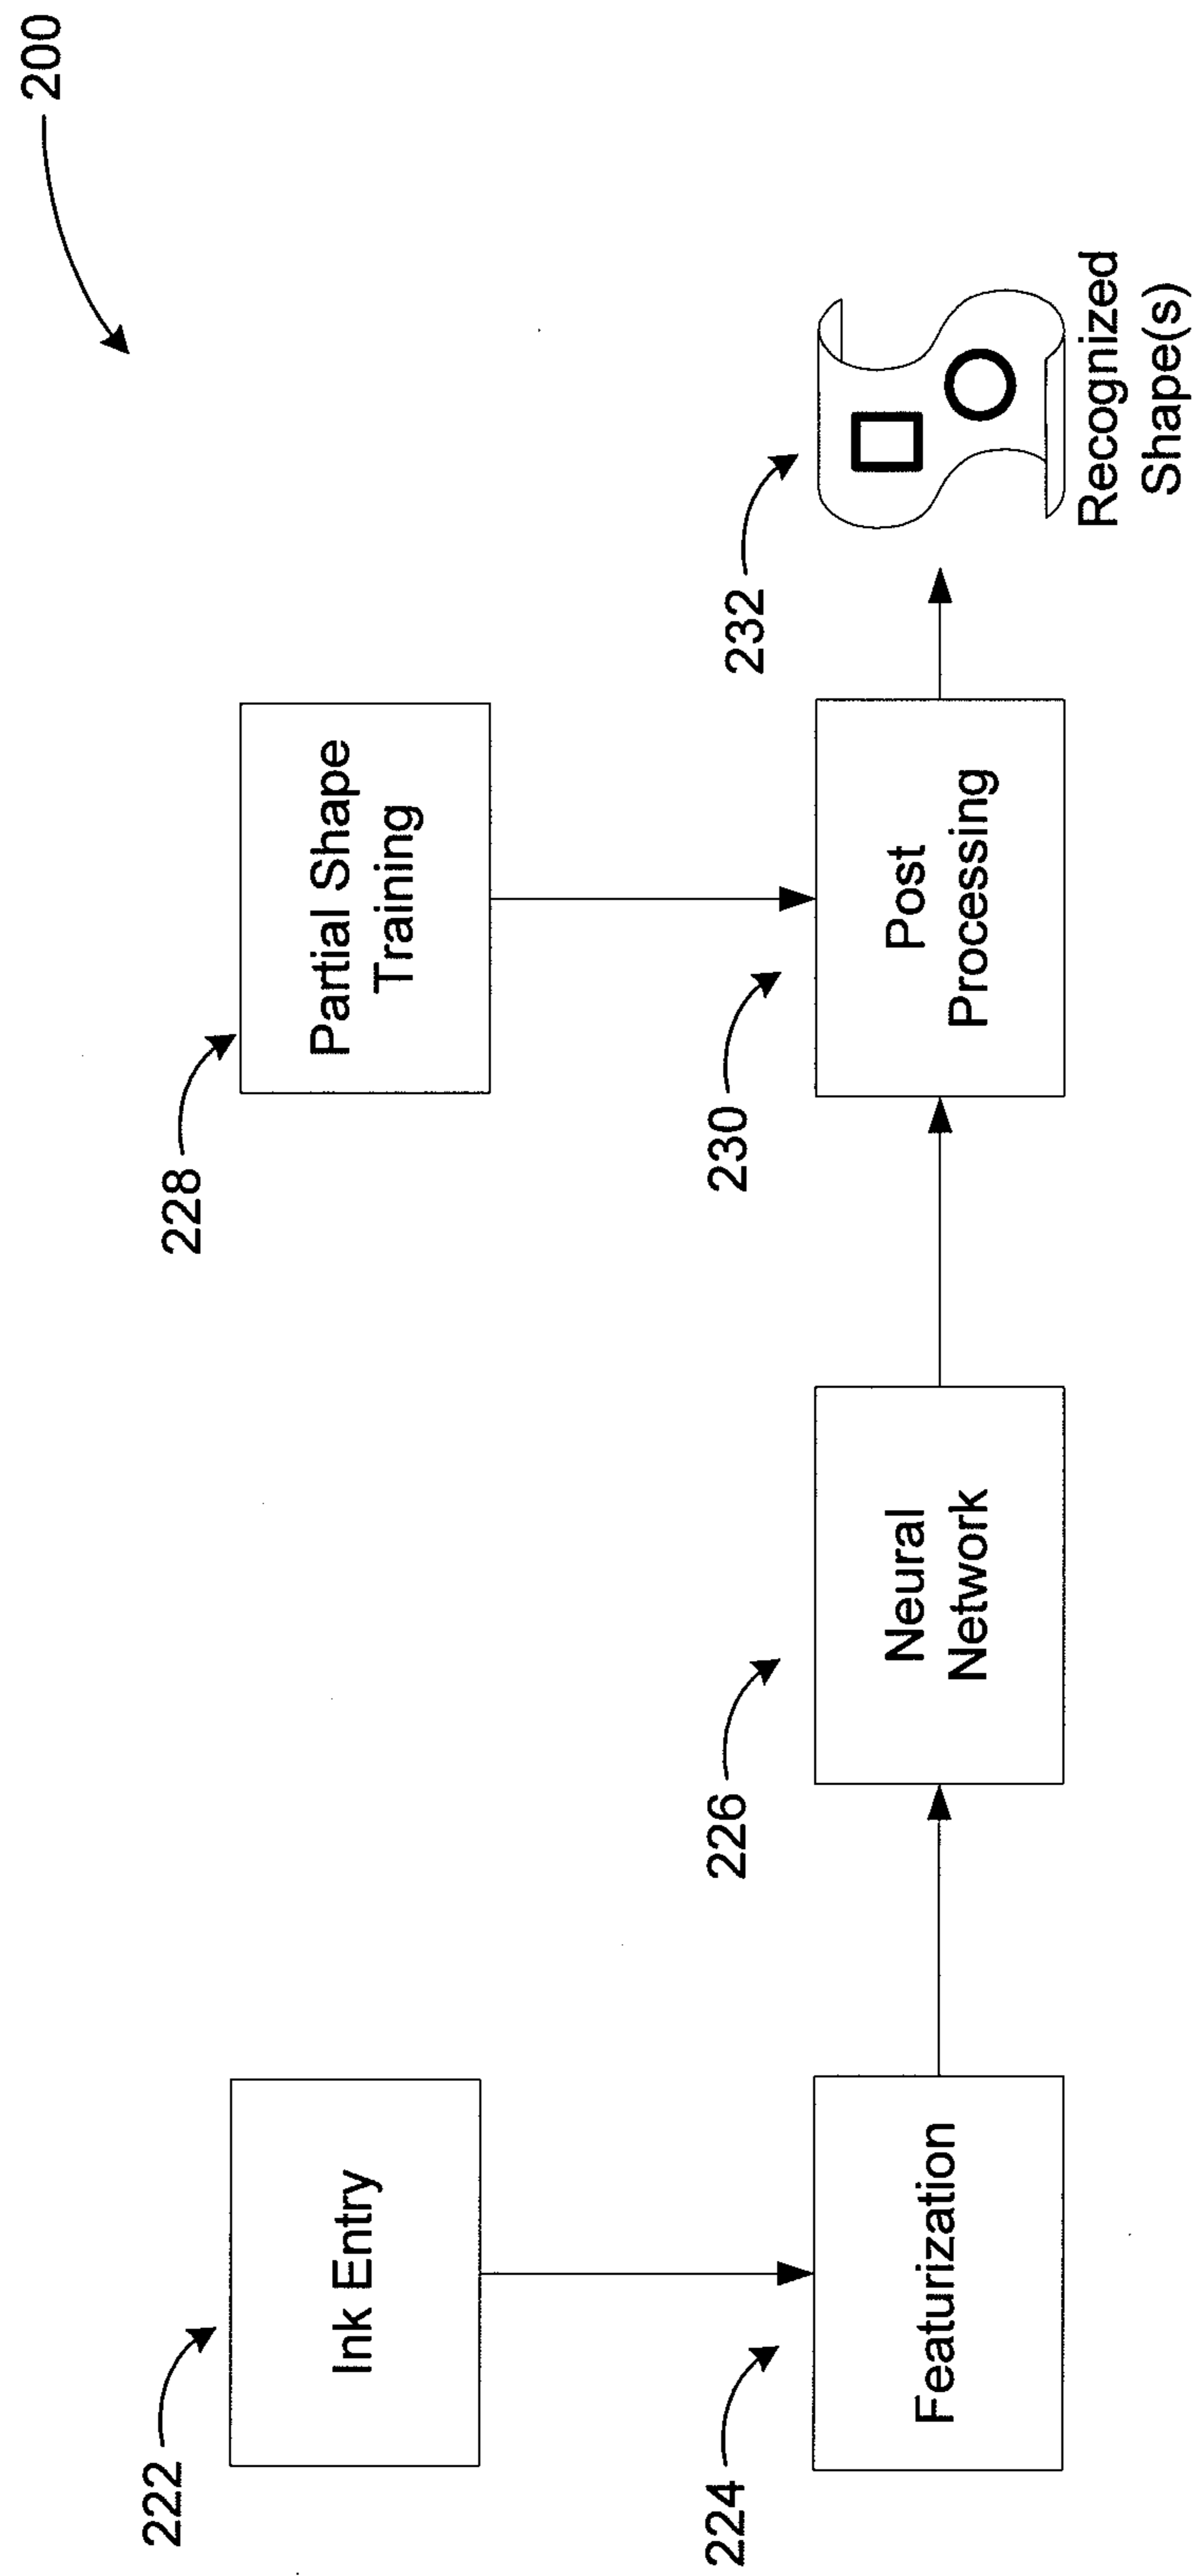 200
222
Ink Entry
228
Partial Shape
Training
224
Featurization
226
Neural
Network
230
Post
Processing
232
Recognized
Shape(s)